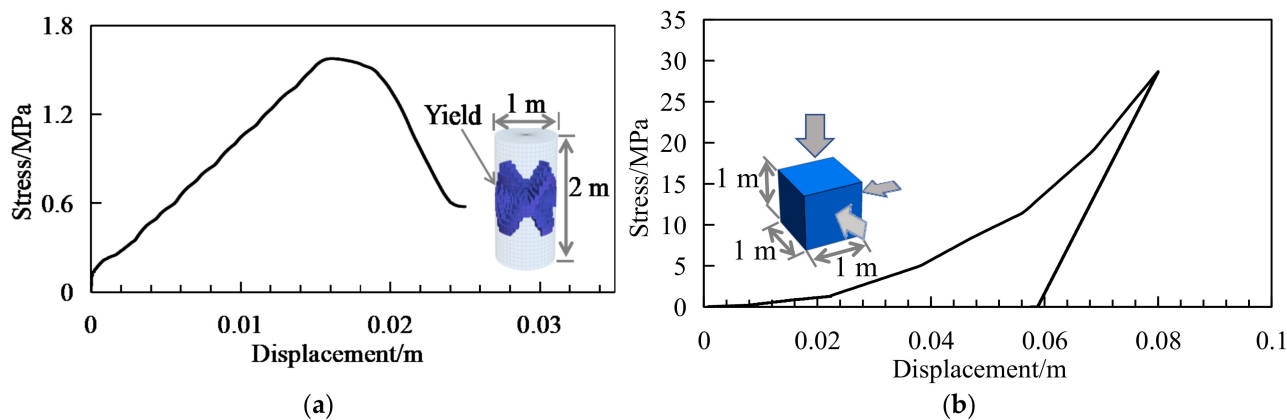 1.8
1.2
0.6
0
Stress/MPa
0
0.01
0.02
0.03
Displacement/m
Yield
1 m
2 m
(a)
35
30
25
20
15
10
5
0
Stress/MPa
0
0.02
0.04
0.06
0.08
0.1
Displacement/m
1 m
1 m
1 m
(b)